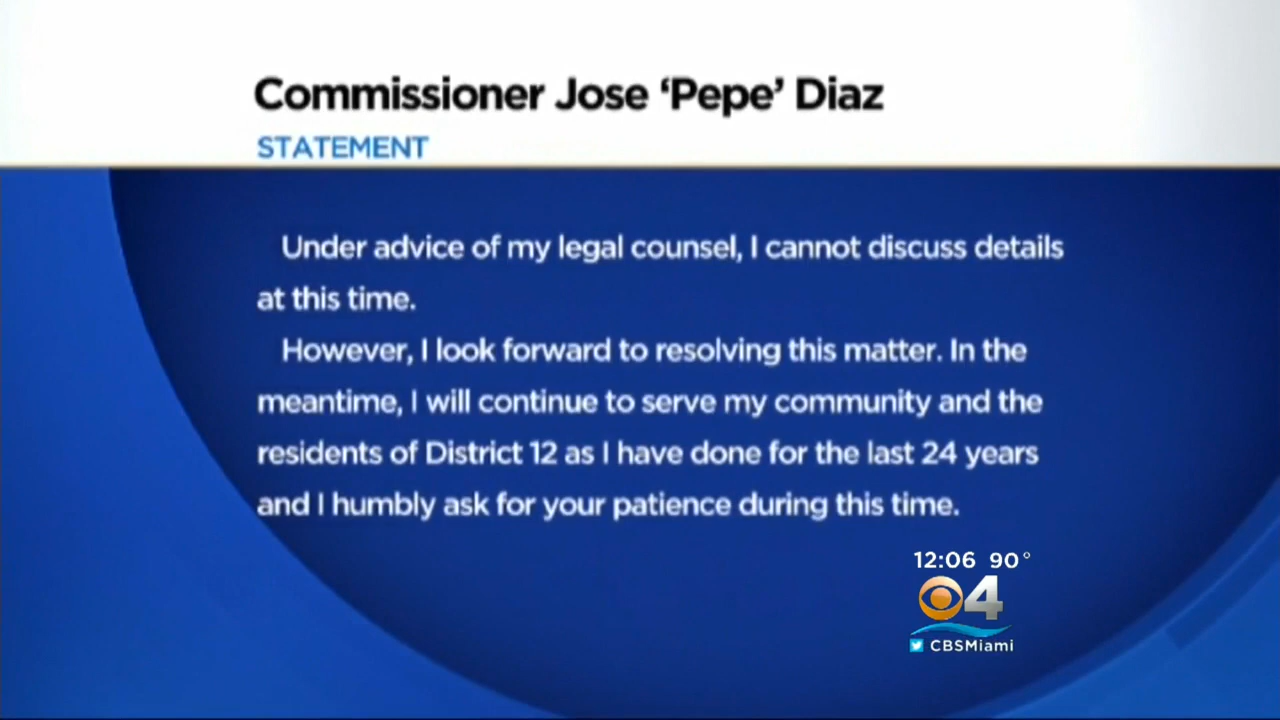 Commissioner Jose ‘Pepe’ Diaz
STATEMENT
Under advice of my legal counsel, I cannot discuss details
at this time.
However, I look forward to resolving this matter. In the
meantime, I will continue to serve my community and the
residents of District 12 as I have done for the last 24 years
and I humbly ask for your patience during this time.
12:06 90°
4
CBSMiami